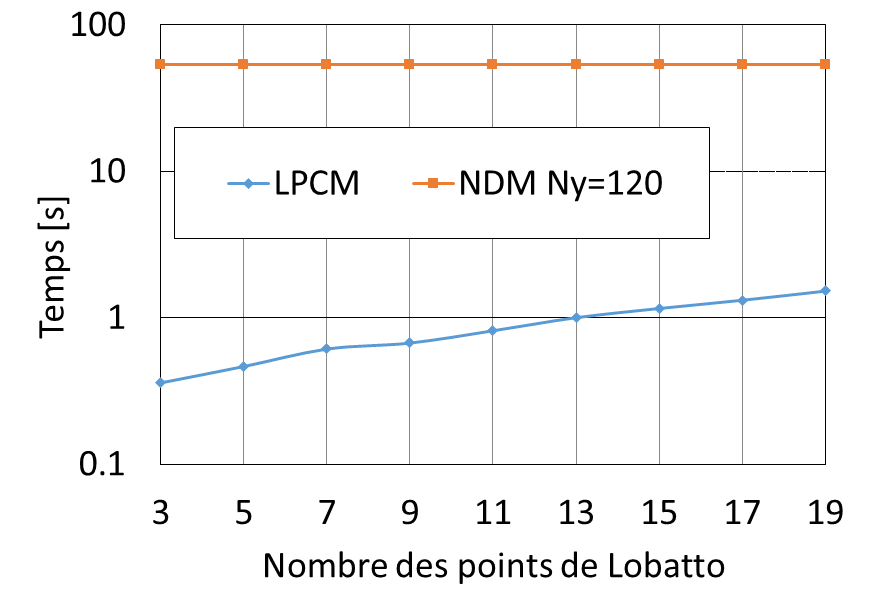 100
10
1
0.1
Temps [s]
LPCM NDM Ny=120
3 5 7 9 11 13 15 17 19
Nombre des points de Lobatto